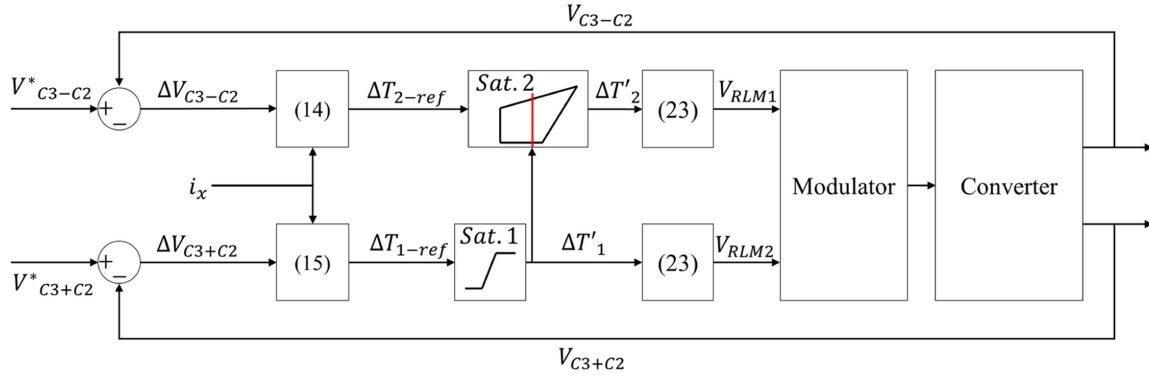 V_{C3−C2}
V*_{C3−C2}
+
−
ΔV_{C3−C2}
(14)
ΔT_{2−ref}
Sat. 2
ΔT'_2
(23)
V_{RLM1}
i_x
Modulator
Converter
V*_{C3+C2}
+
−
ΔV_{C3+C2}
(15)
ΔT_{1−ref}
Sat. 1
ΔT'_1
(23)
V_{RLM2}
V_{C3+C2}